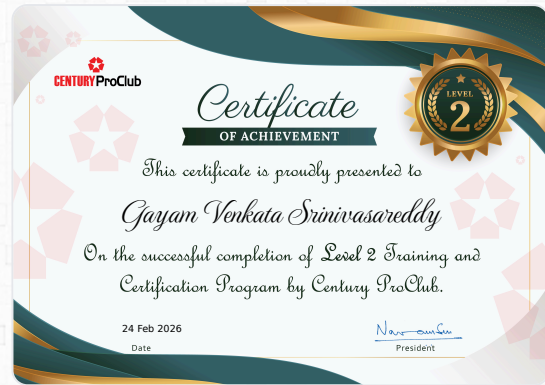 CENTURY ProClub
Certificate
OF ACHIEVEMENT
LEVEL
2
This certificate is proudly presented to
Gayam Venkata Srinivasareddy
On the successful completion of Level 2 Training and
Certification Program by Century ProClub.
24 Feb 2026
Date
President